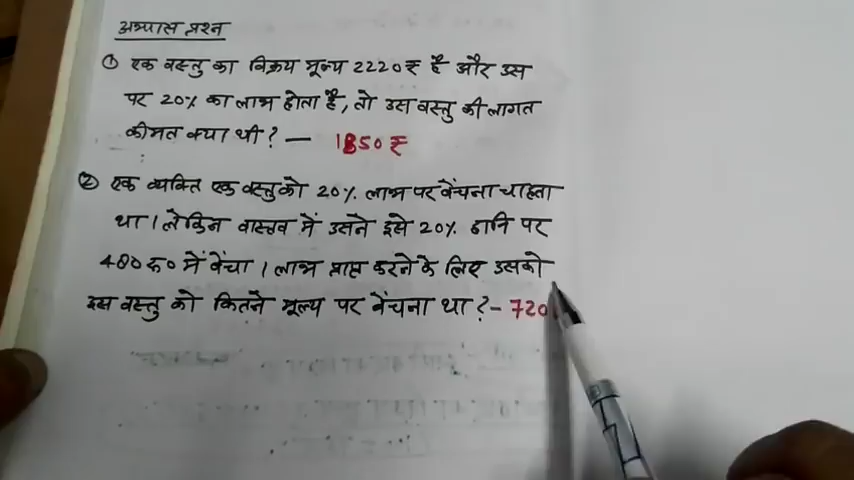 अभ्यास प्रश्न
① एक वस्तु का विक्रय मूल्य 2220₹ है और उस
पर 20% का लाभ होता है, तो उस वस्तु की लागत
कीमत क्या थी? — 1850₹
② एक व्यक्ति एक वस्तु को 20% लाभ पर बेंचना चाहता
था। लेकिन वास्तव में उसने इसे 20% हानि पर
480रु० में बेंचा। लाभ प्राप्त करने के लिए उसको
इस वस्तु को कितने मूल्य पर बेंचना था? - 720